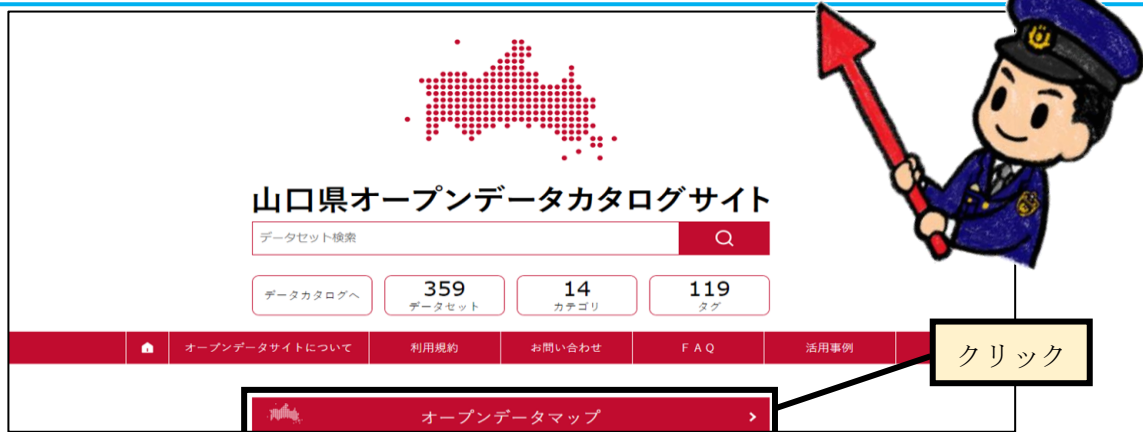 山口県オープンデータカタログサイト
データセット検索
データカタログへ
359
データセット
14
カテゴリ
119
タグ
オープンデータサイトについて
利用規約
お問い合わせ
FAQ
活用事例
クリック
オープンデータマップ